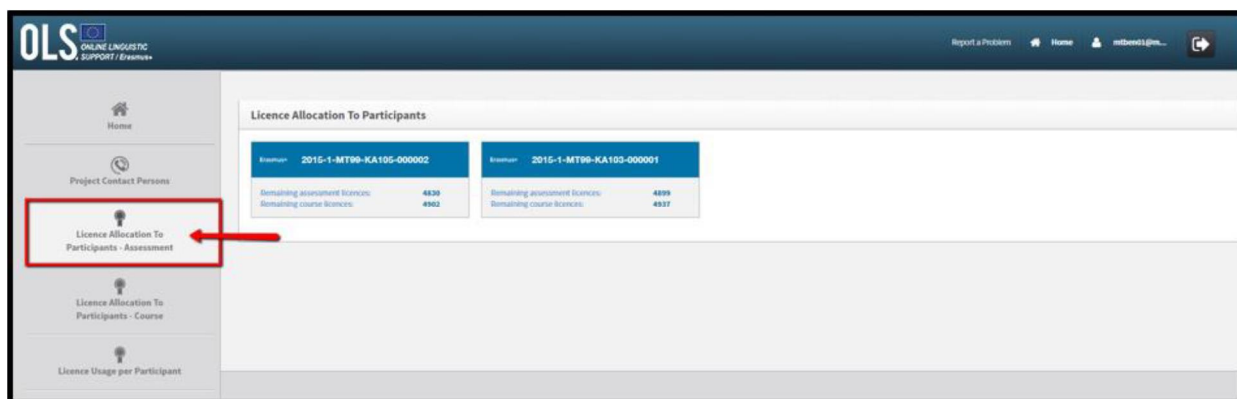 OLS ONLINE LINGUISTIC
SUPPORT / Erasmus+
Report a Problem Home mtben01@m...
Home
Project Contact Persons
Licence Allocation To
Participants - Assessment
Licence Allocation To
Participants - Course
Licence Usage per Participant
Licence Allocation To Participants
Erasmus+ 2015-1-MT99-KA105-000002
Remaining assessment licences: 4830
Remaining course licences: 4902
Erasmus+ 2015-1-MT99-KA103-000001
Remaining assessment licences: 4899
Remaining course licences: 4937